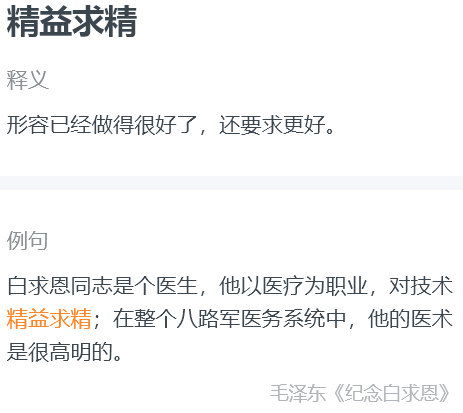 精益求精
释义
形容已经做得很好了，还要求更好。
例句
白求恩同志是个医生，他以医疗为职业，对技术
精益求精；在整个八路军医务系统中，他的医术
是很高明的。
毛泽东《纪念白求恩》